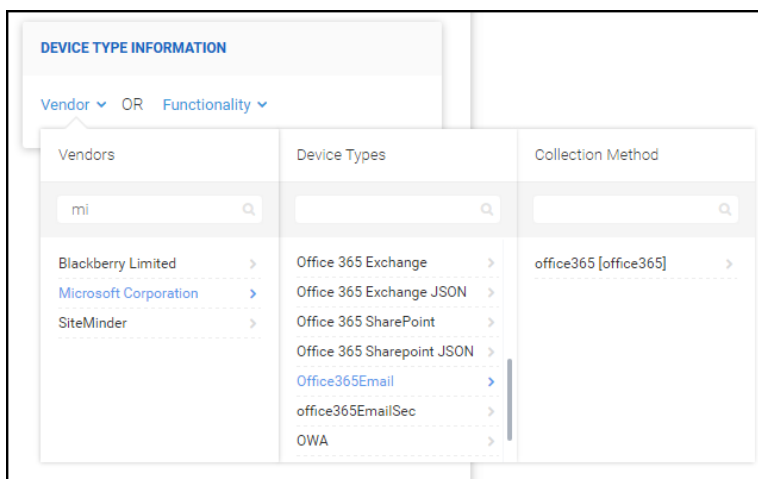 DEVICE TYPE INFORMATION
Vendor OR Functionality
Vendors Device Types Collection Method
mi
Blackberry Limited Office 365 Exchange office365 [office365]
Microsoft Corporation Office 365 Exchange JSON
SiteMinder Office 365 SharePoint
Office 365 Sharepoint JSON
Office365Email
office365EmailSec
OWA